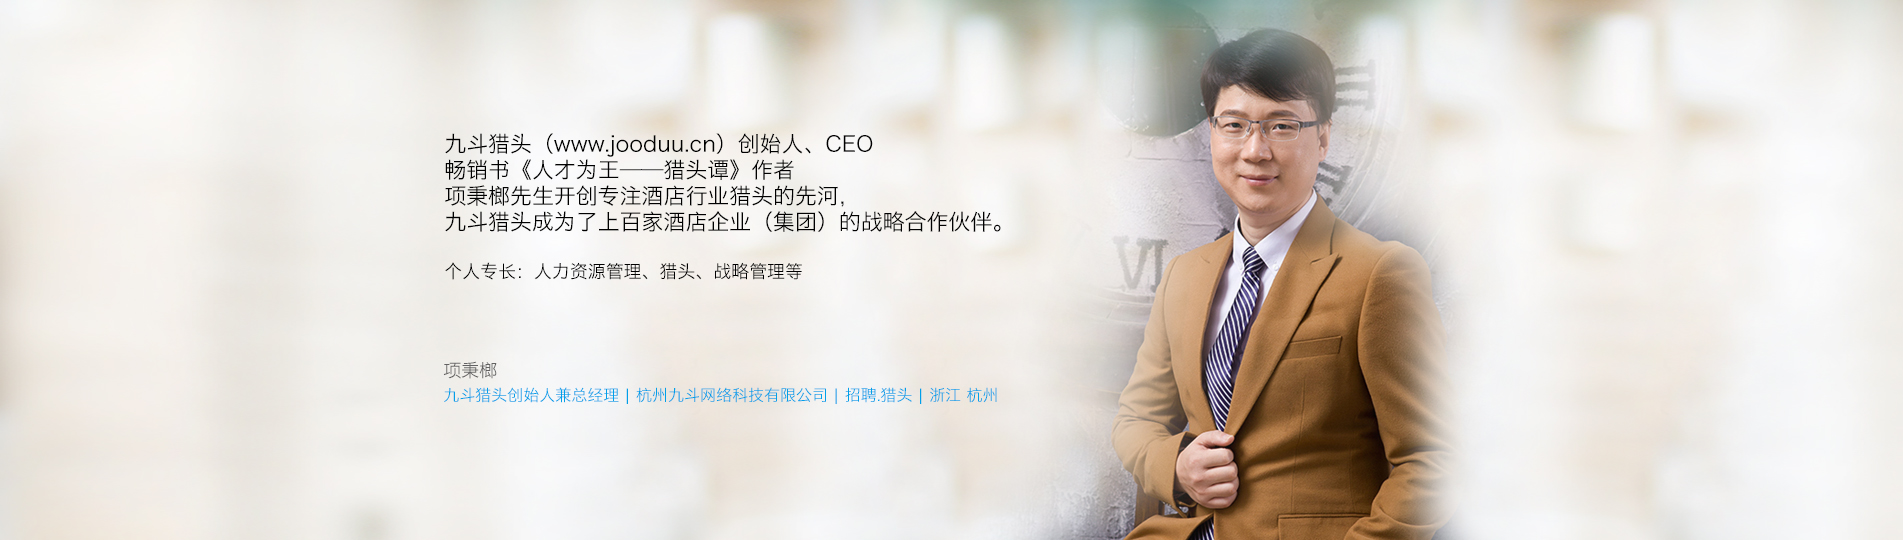 九斗猎头（www.jooduu.cn）创始人、CEO
畅销书《人才为王——猎头谭》作者
项秉榔先生开创专注酒店行业猎头的先河，
九斗猎头成为了上百家酒店企业（集团）的战略合作伙伴。
个人专长：人力资源管理、猎头、战略管理等
项秉榔
九斗猎头创始人兼总经理 | 杭州九斗网络科技有限公司 | 招聘.猎头 | 浙江 杭州
VI